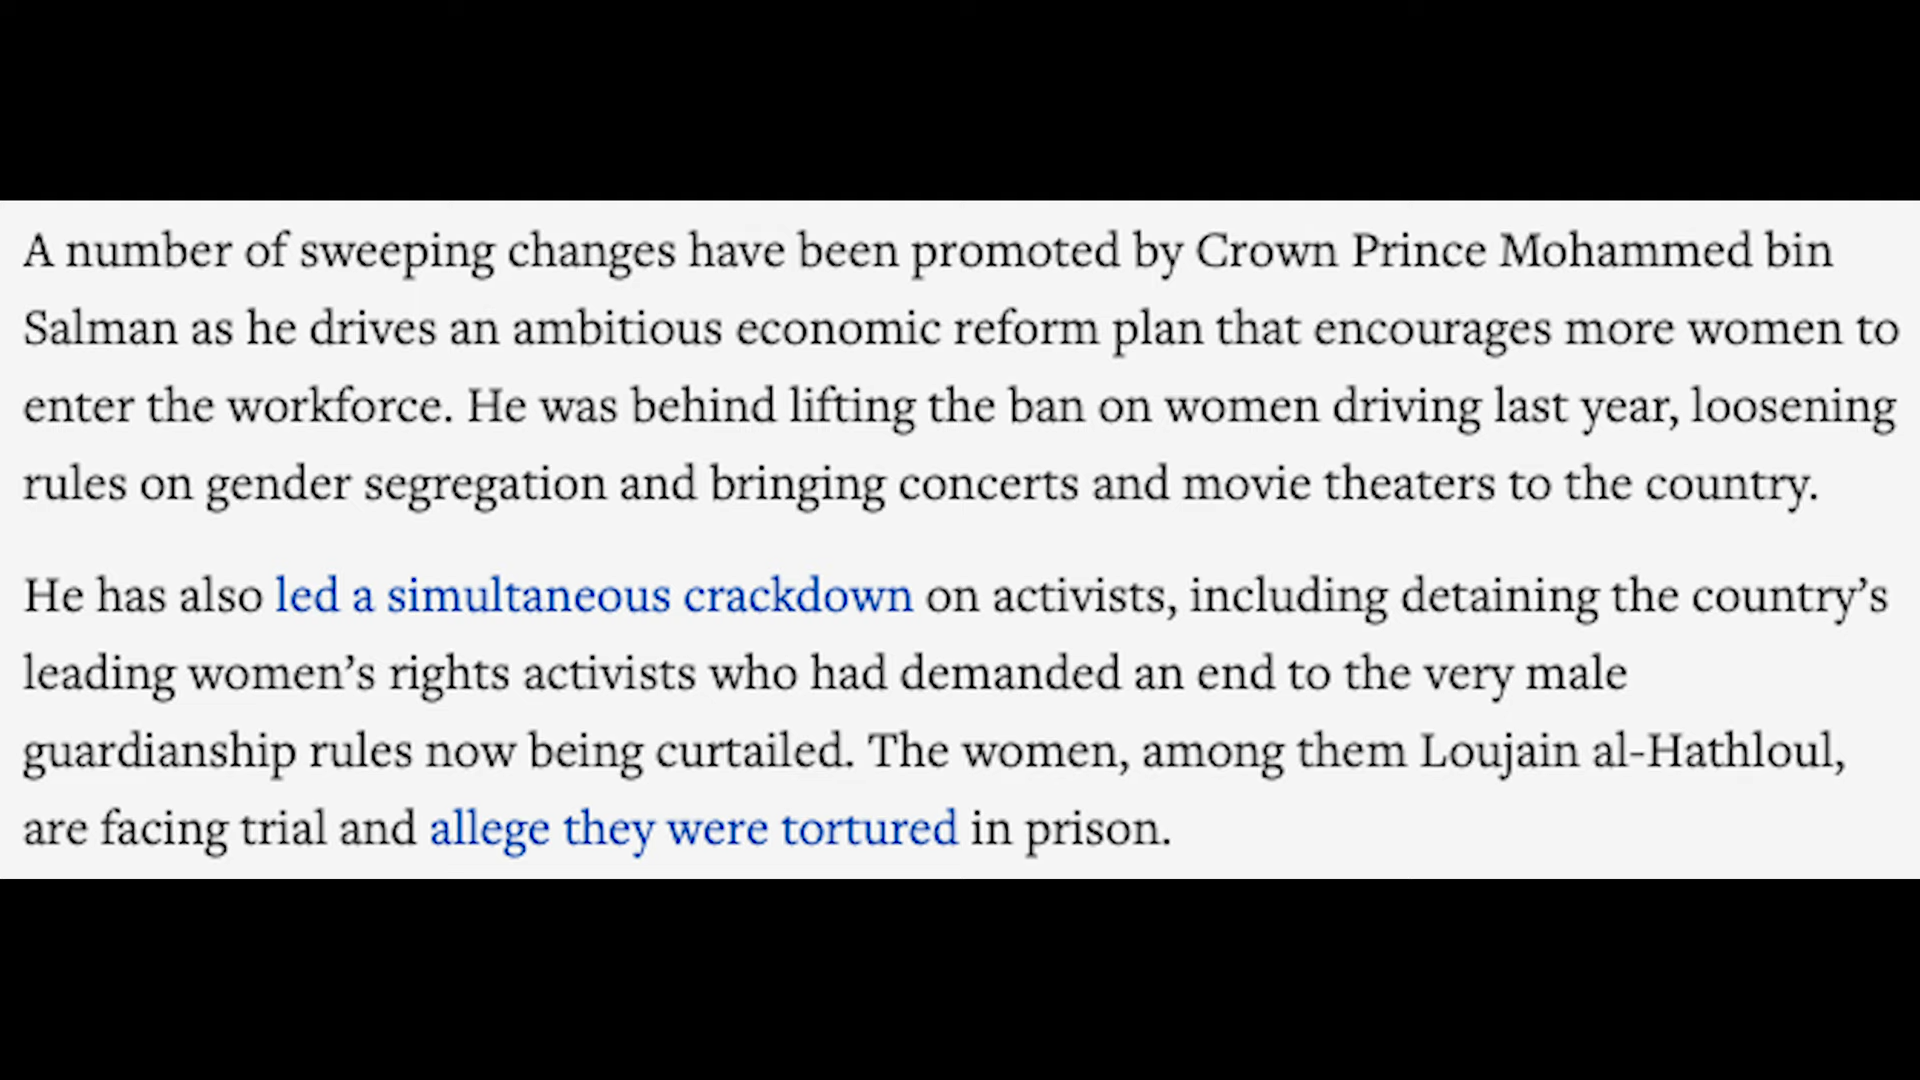 A number of sweeping changes have been promoted by Crown Prince Mohammed bin
Salman as he drives an ambitious economic reform plan that encourages more women to
enter the workforce. He was behind lifting the ban on women driving last year, loosening
rules on gender segregation and bringing concerts and movie theaters to the country.
He has also led a simultaneous crackdown on activists, including detaining the country’s
leading women’s rights activists who had demanded an end to the very male
guardianship rules now being curtailed. The women, among them Loujain al-Hathloul,
are facing trial and allege they were tortured in prison.